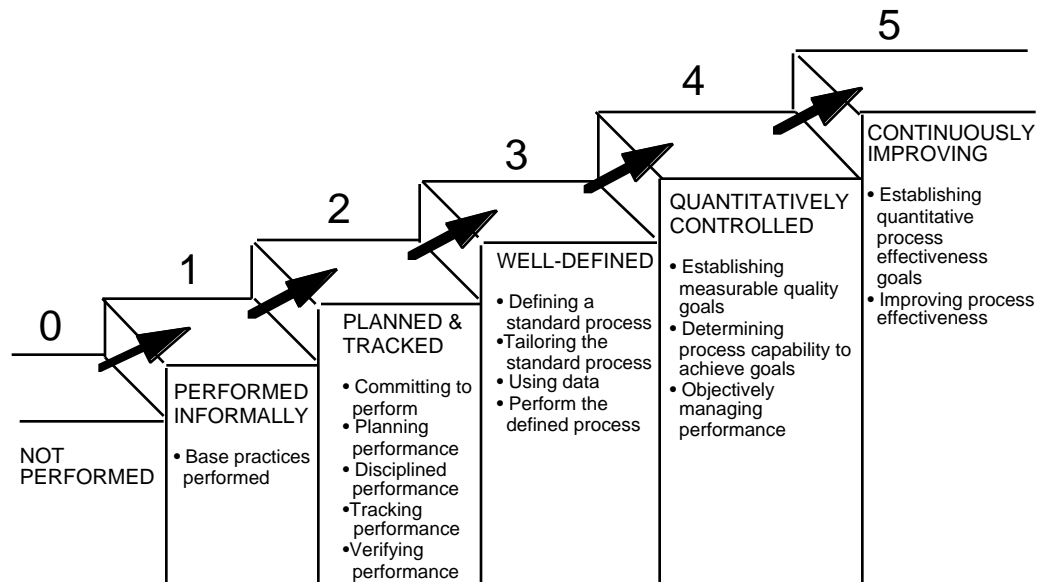 0
NOT
PERFORMED
1
PERFORMED
INFORMALLY
• Base practices
performed
2
PLANNED &
TRACKED
• Committing to
perform
• Planning
performance
• Disciplined
performance
•Tracking
performance
•Verifying
performance
3
WELL-DEFINED
• Defining a
standard process
•Tailoring the
standard process
• Using data
• Perform the
defined process
4
QUANTITATIVELY
CONTROLLED
• Establishing
measurable quality
goals
• Determining
process capability to
achieve goals
• Objectively
managing
performance
5
CONTINUOUSLY
IMPROVING
• Establishing
quantitative
process
effectiveness
goals
• Improving process
effectiveness